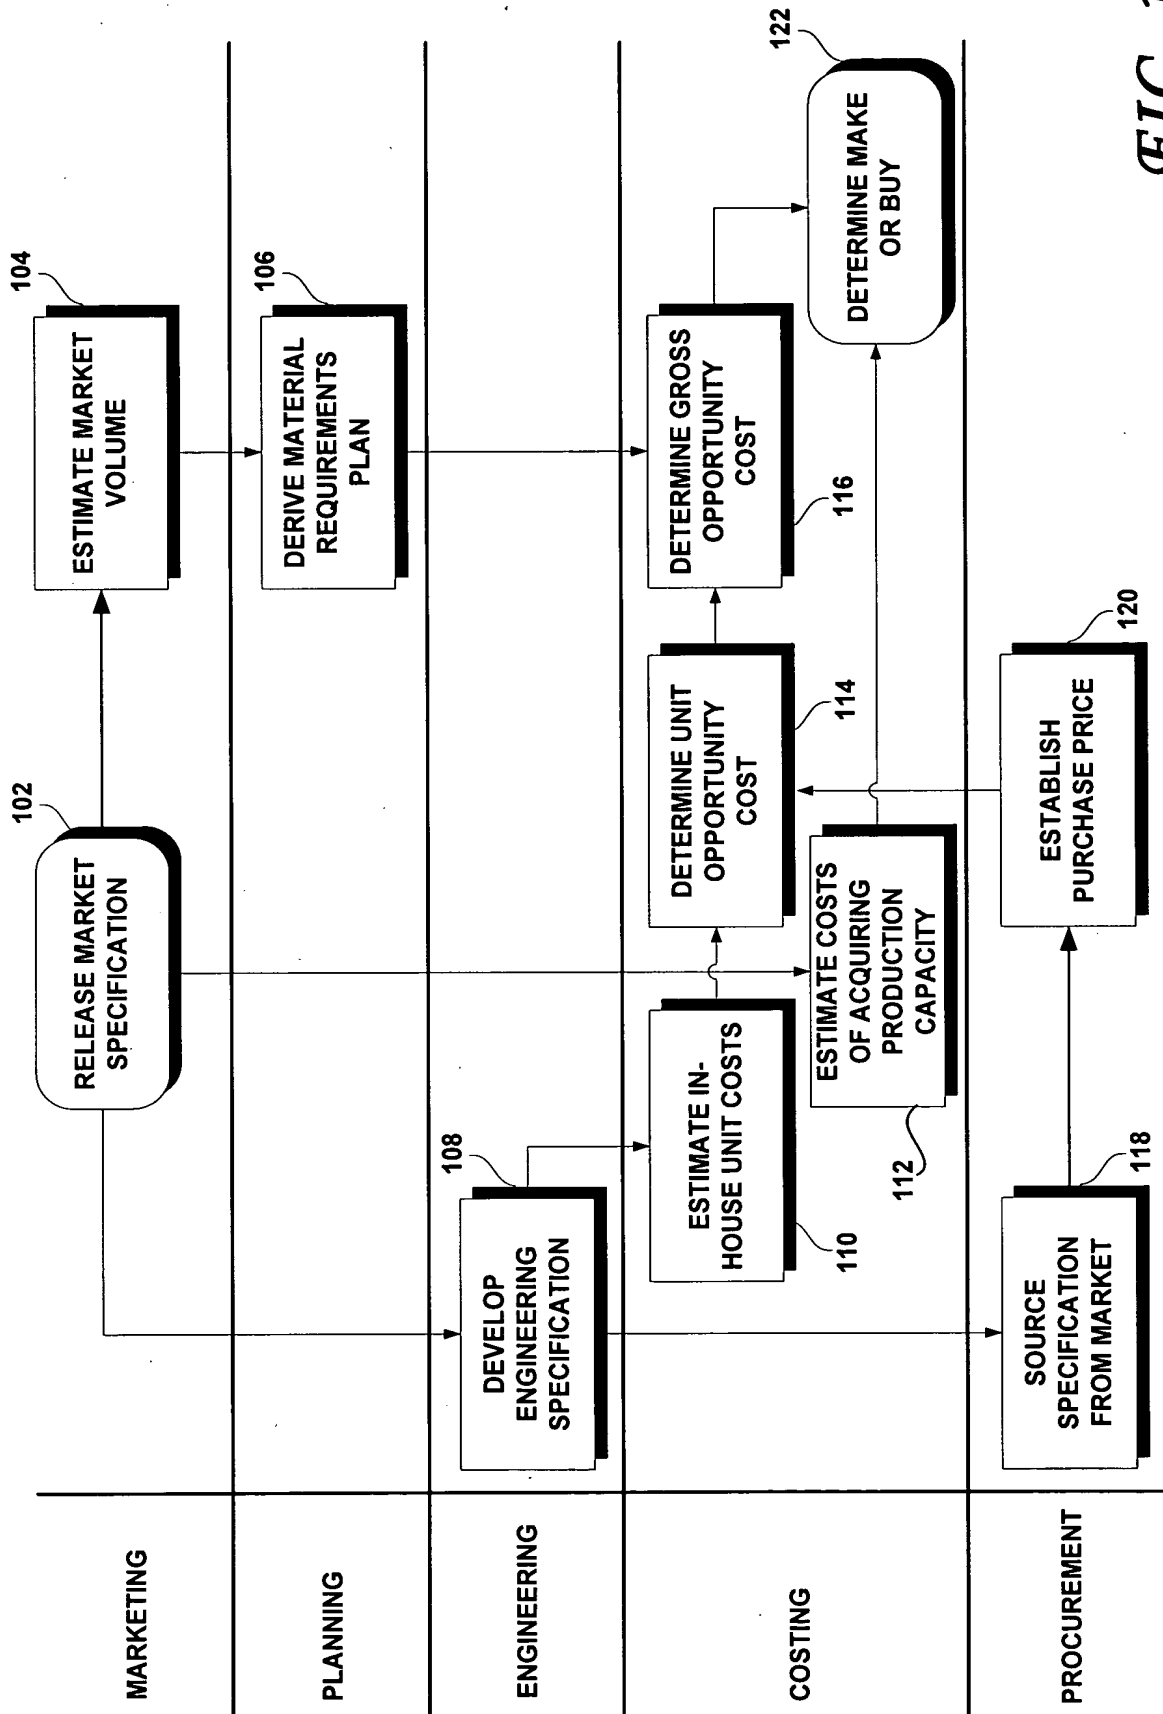 MARKETING
102
RELEASE MARKET
SPECIFICATION
104
ESTIMATE MARKET
VOLUME
PLANNING
106
DERIVE MATERIAL
REQUIREMENTS
PLAN
ENGINEERING
108
DEVELOP
ENGINEERING
SPECIFICATION
COSTING
ESTIMATE IN-
HOUSE UNIT COSTS
110
DETERMINE UNIT
OPPORTUNITY
COST
114
DETERMINE GROSS
OPPORTUNITY
COST
116
ESTIMATE COSTS
OF ACQUIRING
PRODUCTION
CAPACITY
112
122
DETERMINE MAKE
OR BUY
PROCUREMENT
118
SOURCE
SPECIFICATION
FROM MARKET
120
ESTABLISH
PURCHASE PRICE
FIG.